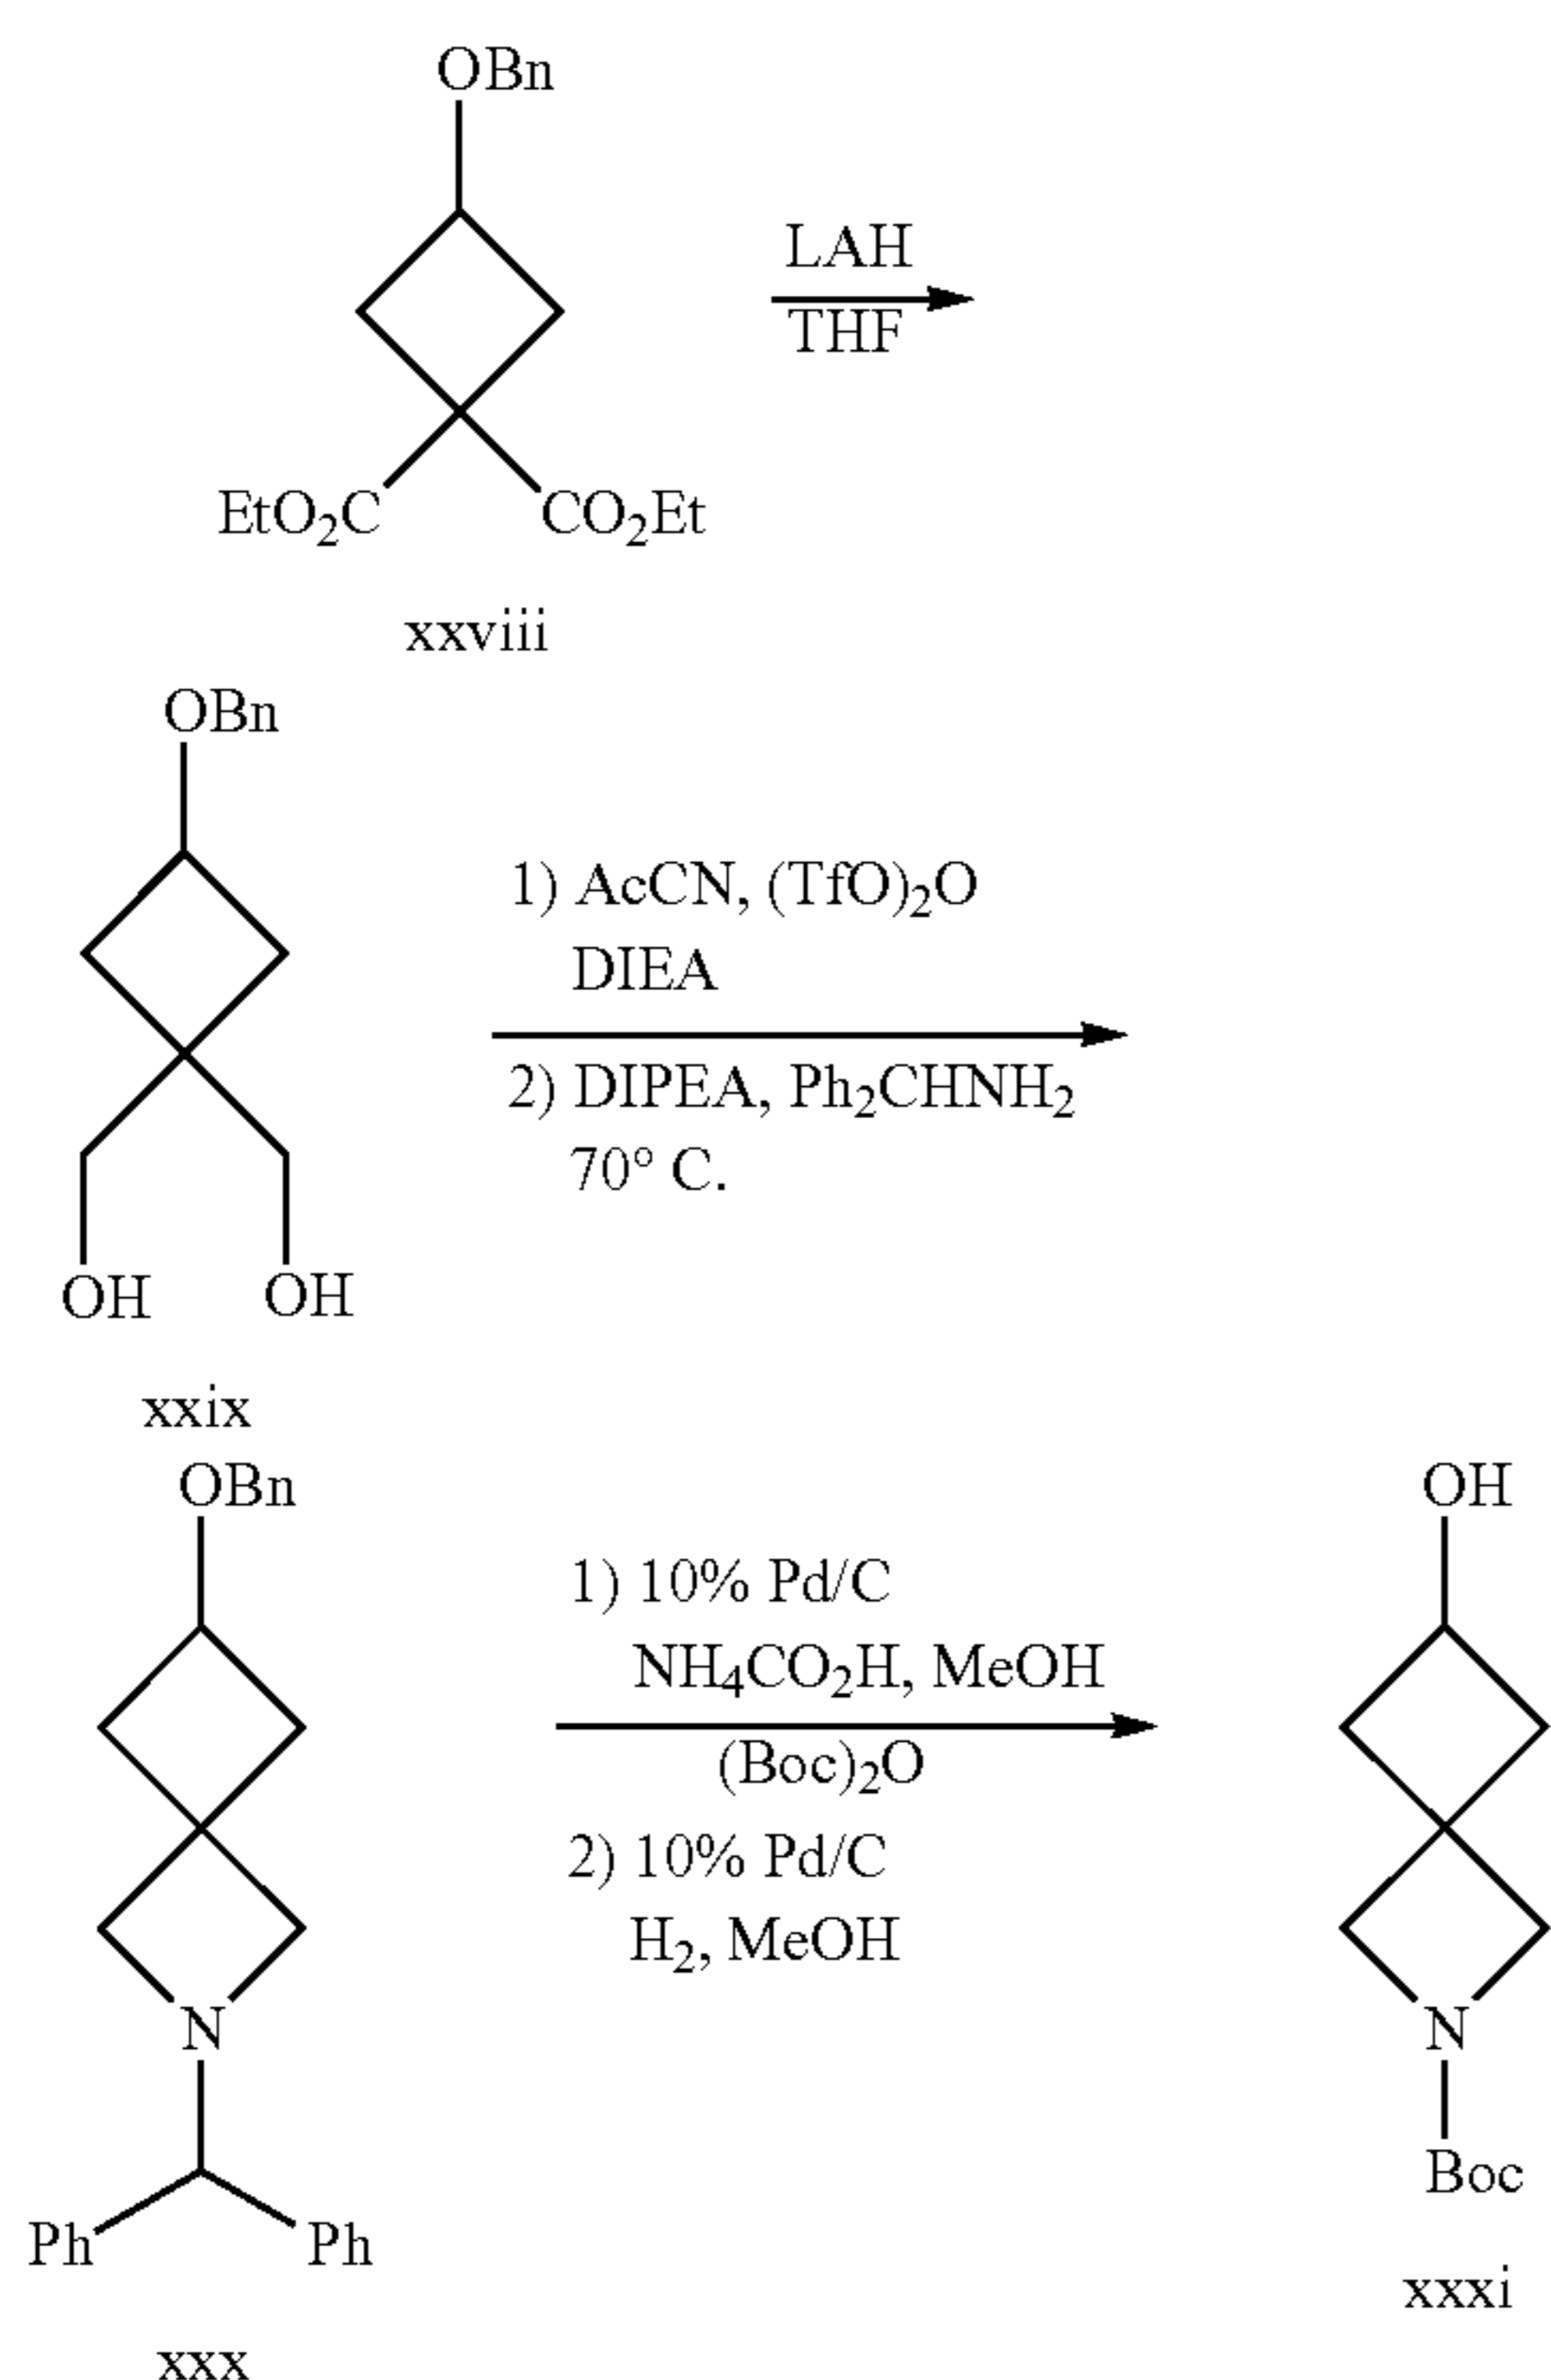 OBn
LAH
THF
EtO₂C CO₂Et
xxviii
OBn
1) AcCN, (TfO)₂O
DIEA
2) DIPEA, Ph₂CHNH₂
70° C.
OH OH
xxix
OBn
1) 10% Pd/C
NH₄CO₂H, MeOH
(Boc)₂O
2) 10% Pd/C
H₂, MeOH
N
Ph Ph
xxx
OH
N
Boc
xxxi